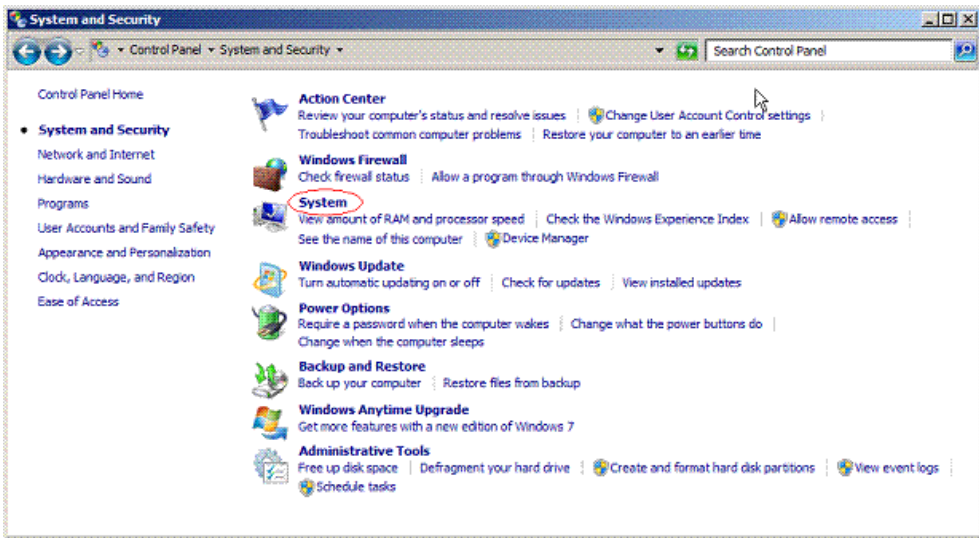 System and Security
Control Panel ▾ System and Security ▾
Search Control Panel
Control Panel Home
System and Security
Network and Internet
Hardware and Sound
Programs
User Accounts and Family Safety
Appearance and Personalization
Clock, Language, and Region
Ease of Access
Action Center
Review your computer's status and resolve issues Change User Account Control settings
Troubleshoot common computer problems Restore your computer to an earlier time
Windows Firewall
Check firewall status Allow a program through Windows Firewall
System
View amount of RAM and processor speed Check the Windows Experience Index Allow remote access
See the name of this computer Device Manager
Windows Update
Turn automatic updating on or off Check for updates View installed updates
Power Options
Require a password when the computer wakes Change what the power buttons do
Change when the computer sleeps
Backup and Restore
Back up your computer Restore files from backup
Windows Anytime Upgrade
Get more features with a new edition of Windows 7
Administrative Tools
Free up disk space Defragment your hard drive Create and format hard disk partitions View event logs
Schedule tasks